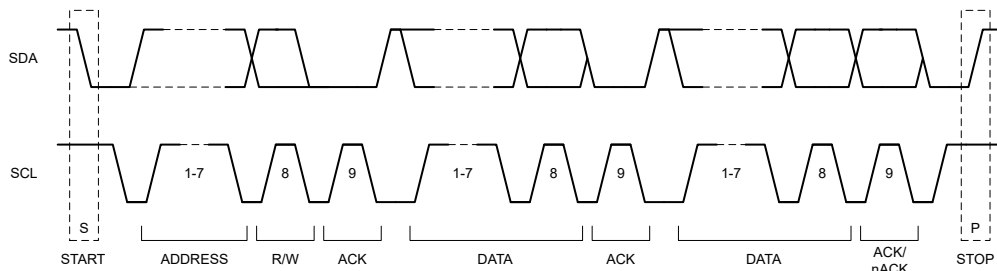 SDA
SCL
1-7 8 9 1-7 8 9 1-7 8 9
S P
START ADDRESS R/W ACK DATA ACK DATA ACK/ nACK STOP